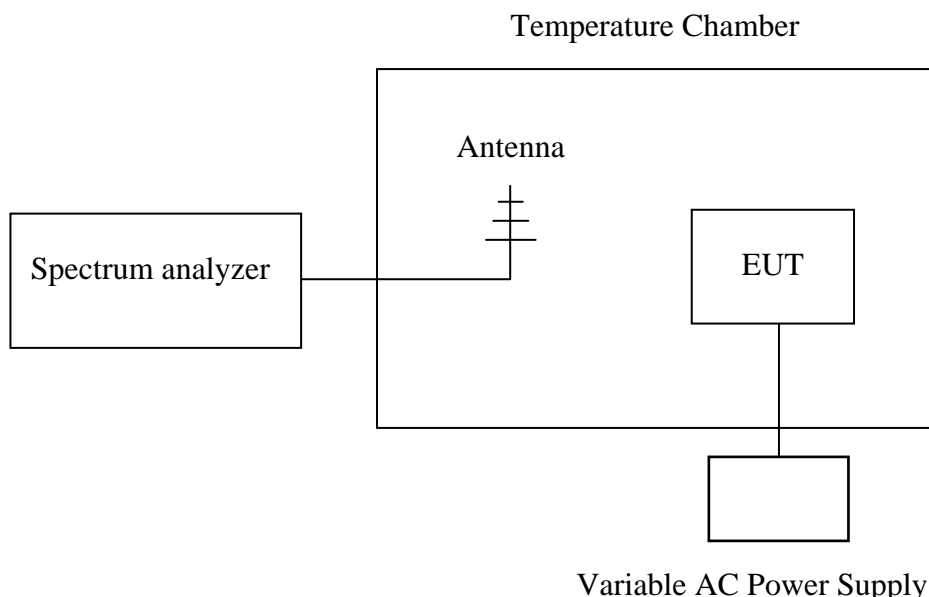 Temperature Chamber
Antenna
Spectrum analyzer
EUT
Variable AC Power Supply